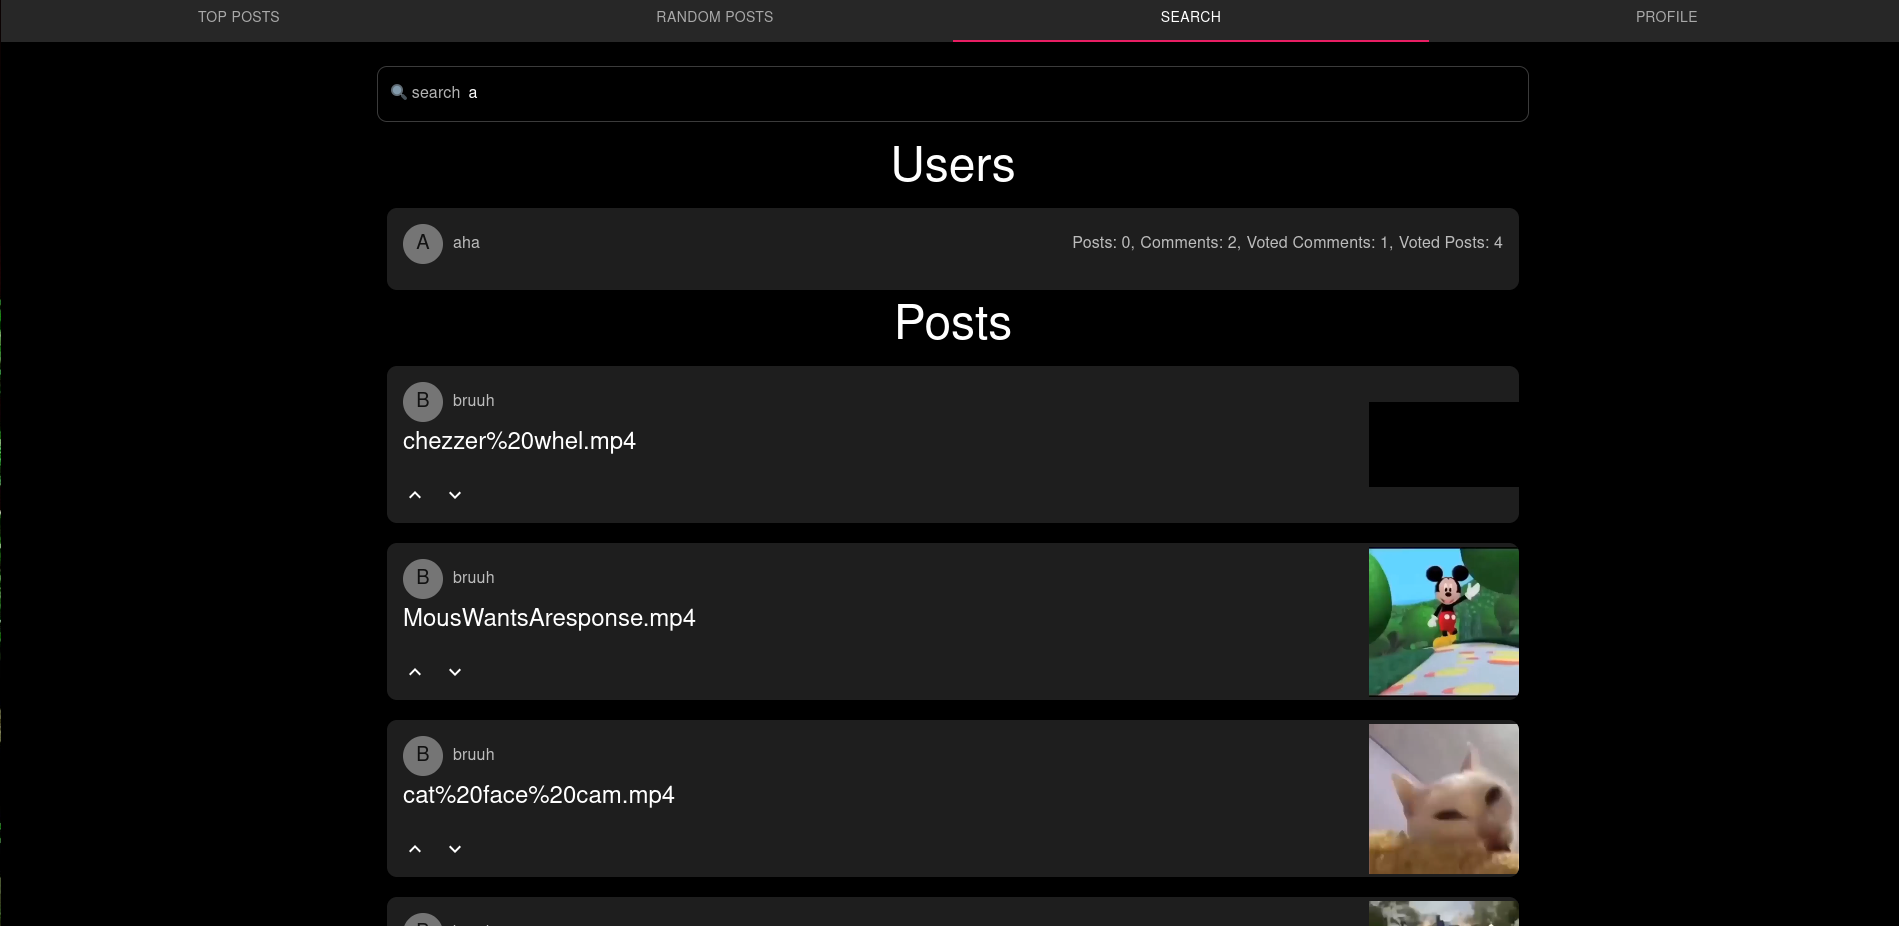 TOP POSTS RANDOM POSTS SEARCH PROFILE
search a
Users
A aha Posts: 0, Comments: 2, Voted Comments: 1, Voted Posts: 4
Posts
B bruuh
chezzer%20whel.mp4
B bruuh
MousWantsAresponse.mp4
B bruuh
cat%20face%20cam.mp4